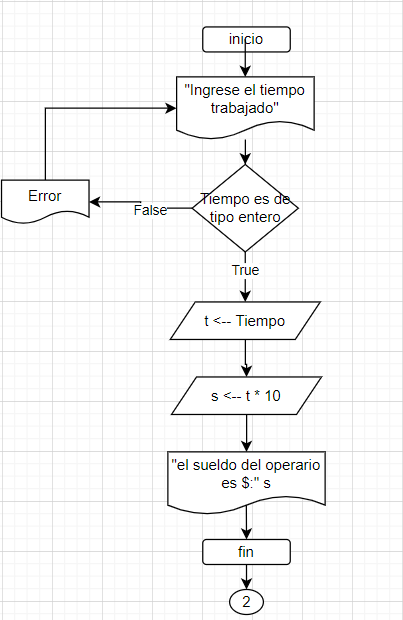 inicio
"Ingrese el tiempo
trabajado"
Error
False
Tiempo es de
tipo entero
True
t <-- Tiempo
s <-- t * 10
"el sueldo del operario
es $:" s
fin
2